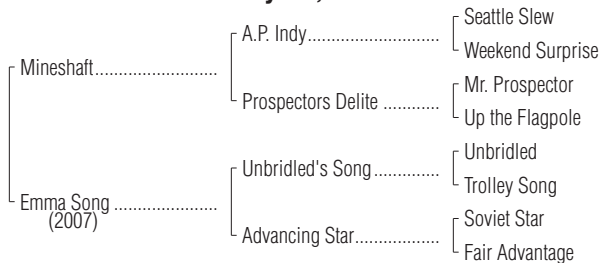 Seattle Slew
A.P. Indy
Weekend Surprise
Mineshaft
Mr. Prospector
Prospectors Delite
Up the Flagpole
Unbridled
Unbridled's Song
Trolley Song
Emma Song
(2007)
Soviet Star
Advancing Star
Fair Advantage